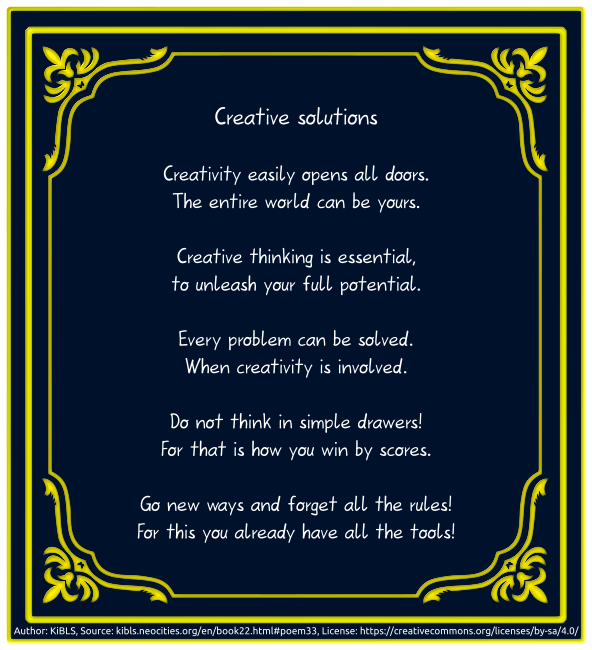 Creative solutions
Creativity easily opens all doors.
The entire world can be yours.
Creative thinking is essential,
to unleash your full potential.
Every problem can be solved.
When creativity is involved.
Do not think in simple drawers!
For that is how you win by scores.
Go new ways and forget all the rules!
For this you already have all the tools!
Author: KiBLS, Source: kibls.neocities.org/en/book22.html#poem33, License: https://creativecommons.org/licenses/by-sa/4.0/